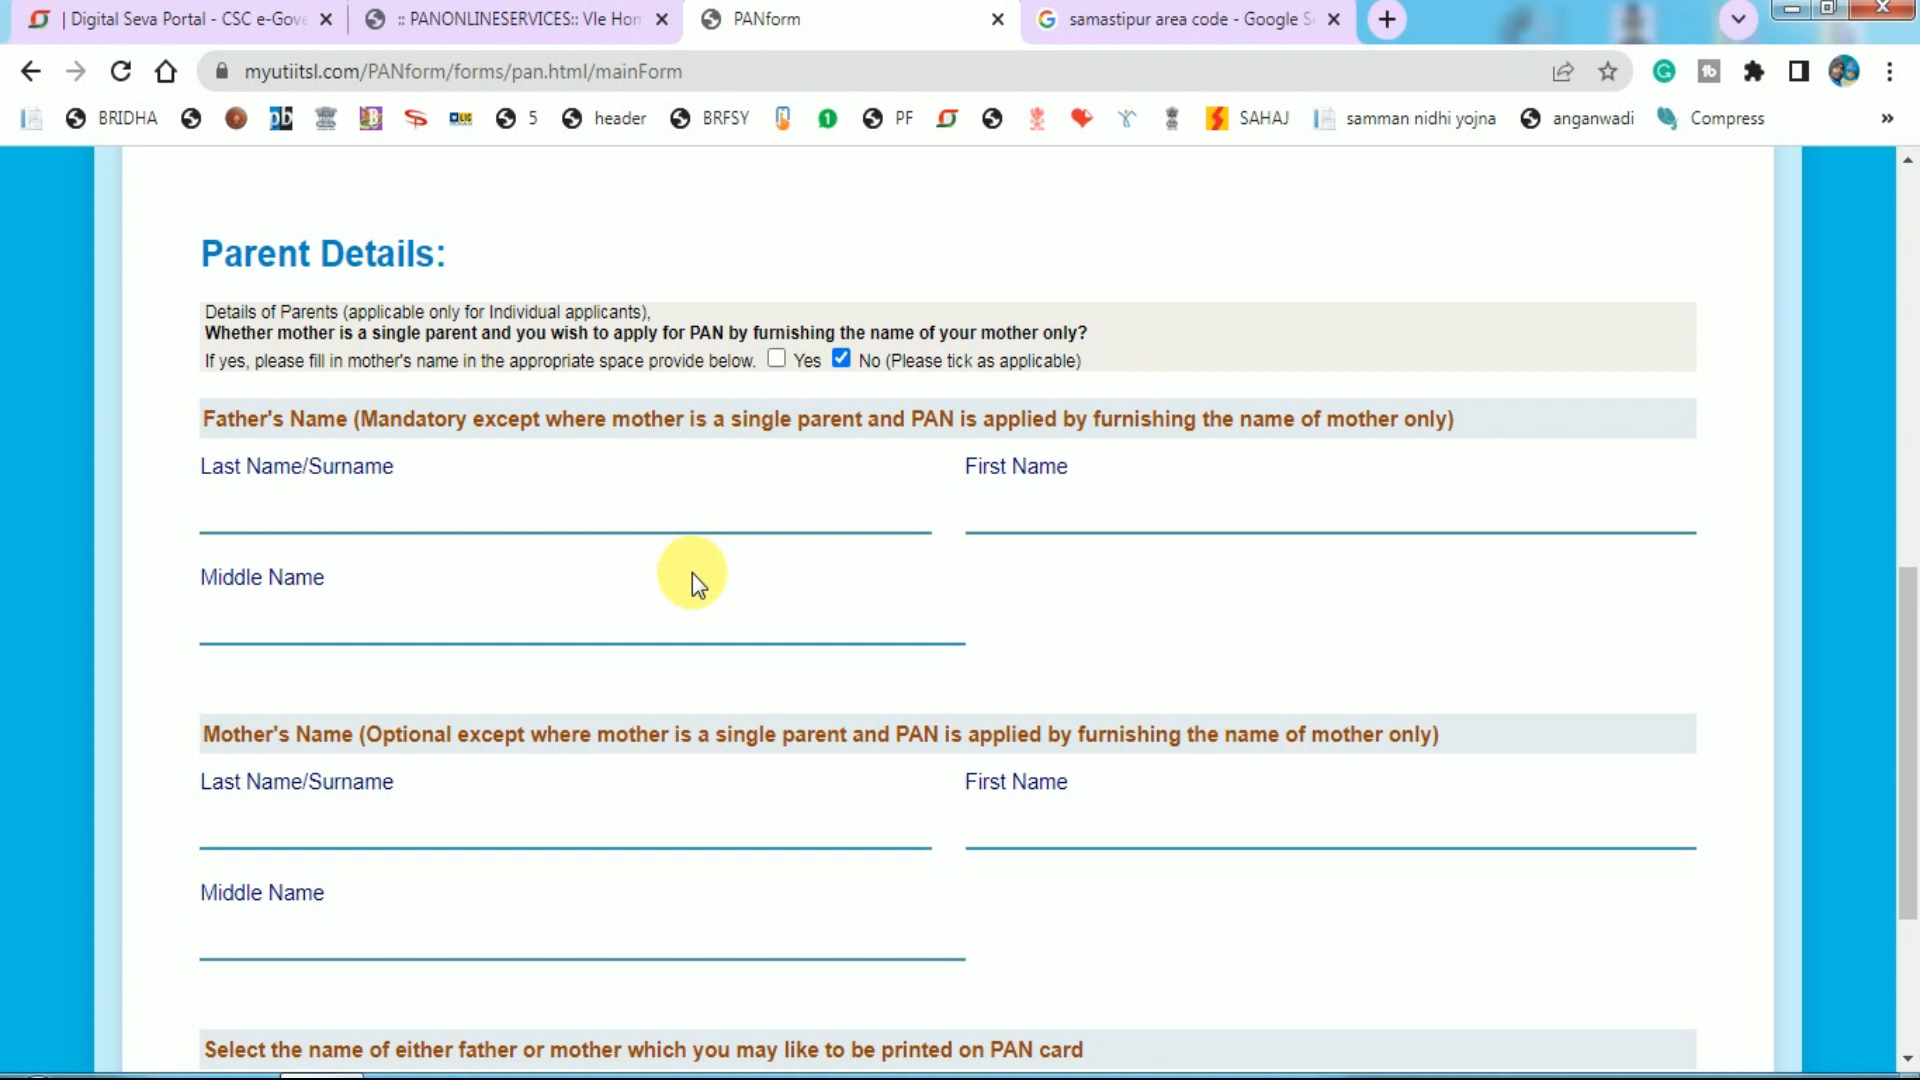 | Digital Seva Portal - CSC e-Gove
:: PANONLINESERVICES:: Vle Hom
PANform
samastipur area code - Google S
myutiitsl.com/PANform/forms/pan.html/mainForm
BRIDHA
5
header
BRFSY
PF
SAHAJ
samman nidhi yojna
anganwadi
Compress
»
Parent Details:
Details of Parents (applicable only for Individual applicants),
Whether mother is a single parent and you wish to apply for PAN by furnishing the name of your mother only?
If yes, please fill in mother's name in the appropriate space provide below. Yes No (Please tick as applicable)
Father's Name (Mandatory except where mother is a single parent and PAN is applied by furnishing the name of mother only)
Last Name/Surname
First Name
Middle Name
Mother's Name (Optional except where mother is a single parent and PAN is applied by furnishing the name of mother only)
Last Name/Surname
First Name
Middle Name
Select the name of either father or mother which you may like to be printed on PAN card